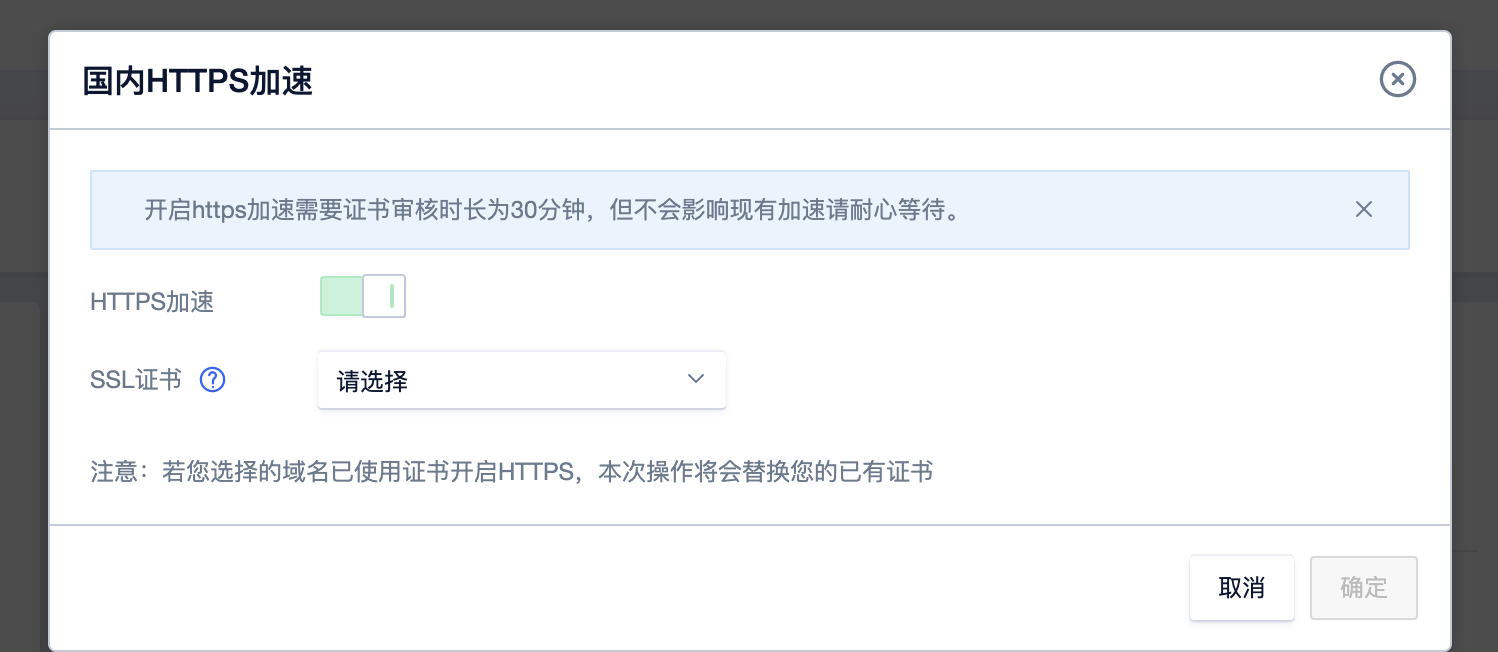 国内HTTPS加速
开启https加速需要证书审核时长为30分钟，但不会影响现有加速请耐心等待。
HTTPS加速
SSL证书 ?
请选择
注意：若您选择的域名已使用证书开启HTTPS，本次操作将会替换您的已有证书
取消 确定